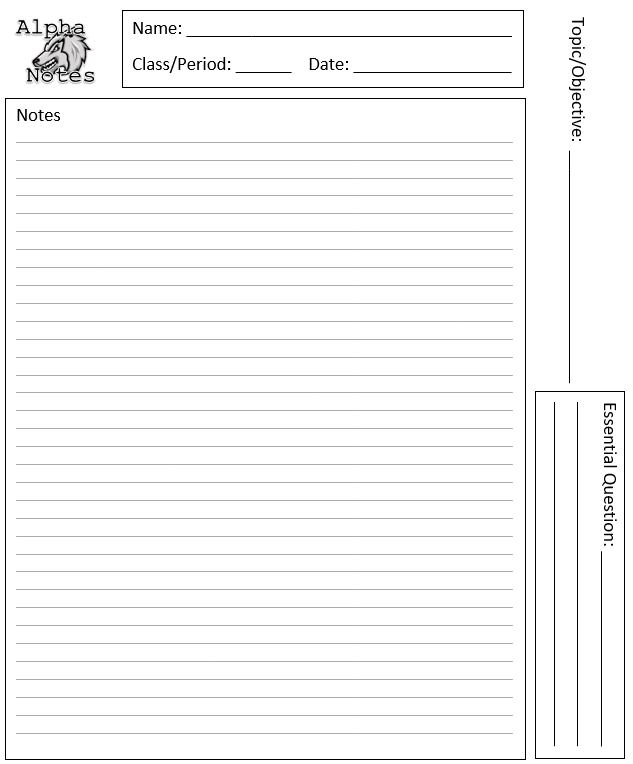 Alpha
Notes
Name:
Class/Period: Date:
Notes
Topic/Objective:
Essential Question: